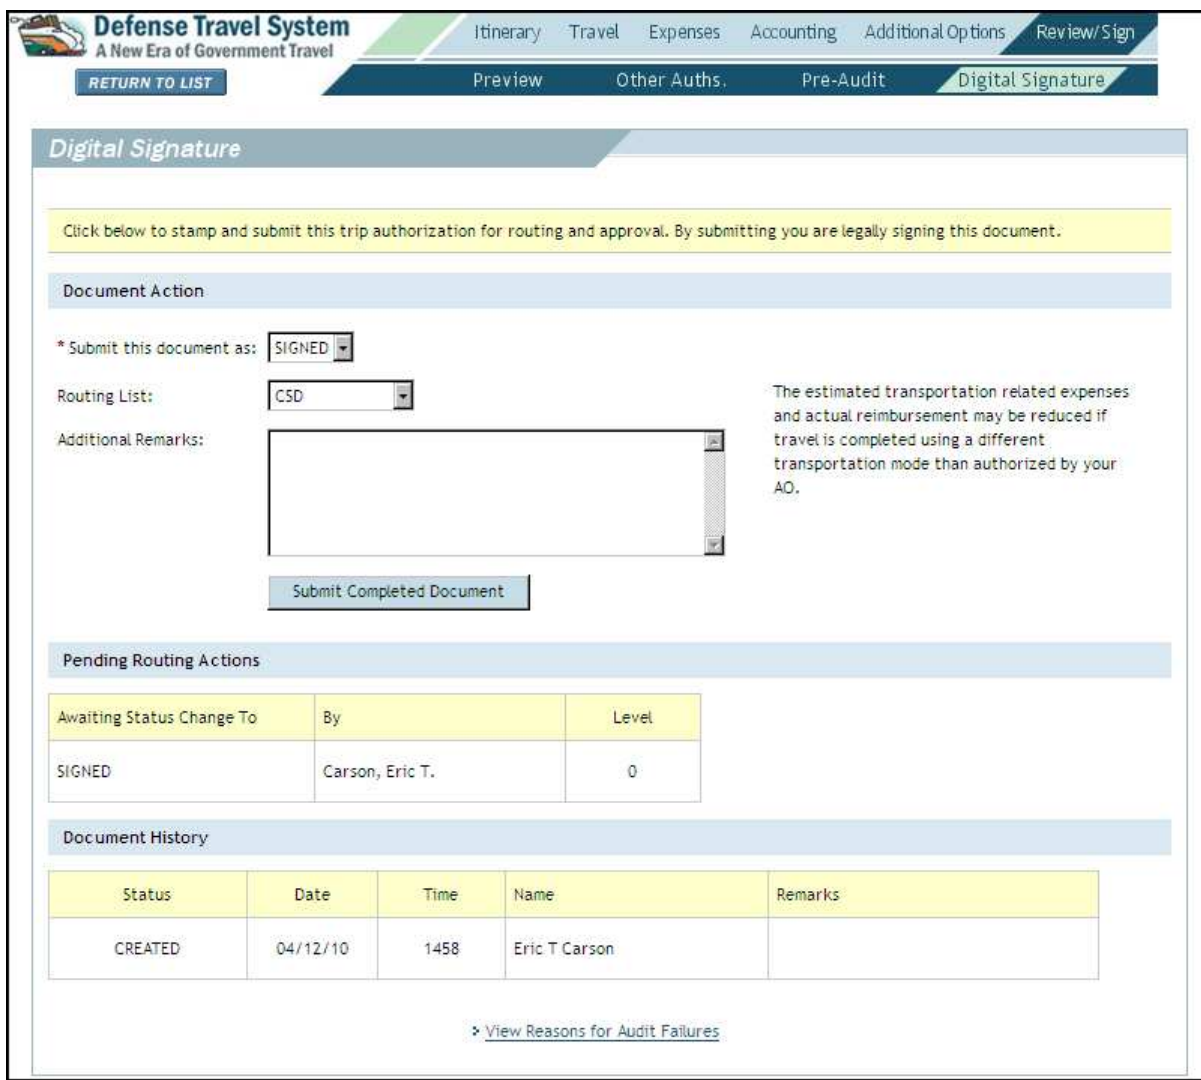 Defense Travel System
A New Era of Government Travel
Itinerary Travel Expenses Accounting Additional Options Review/Sign
RETURN TO LIST
Preview Other Auths. Pre-Audit Digital Signature
Digital Signature
Click below to stamp and submit this trip authorization for routing and approval. By submitting you are legally signing this document.
Document Action
* Submit this document as: SIGNED
Routing List: CSD
Additional Remarks:
The estimated transportation related expenses
and actual reimbursement may be reduced if
travel is completed using a different
transportation mode than authorized by your
AO.
Submit Completed Document
Pending Routing Actions
Awaiting Status Change To By Level
SIGNED Carson, Eric T. 0
Document History
Status Date Time Name Remarks
CREATED 04/12/10 1458 Eric T Carson
View Reasons for Audit Failures